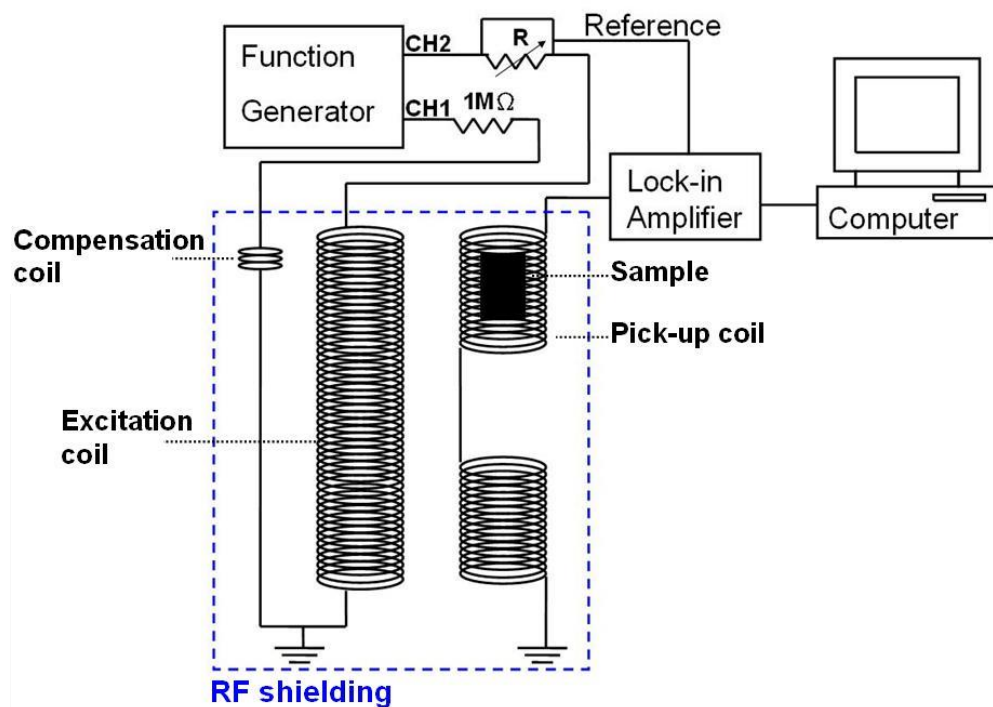 Function
Generator
CH2
R
Reference
CH1
1MΩ
Lock-in
Amplifier
Computer
Compensation
coil
Sample
Pick-up coil
Excitation
coil
RF shielding